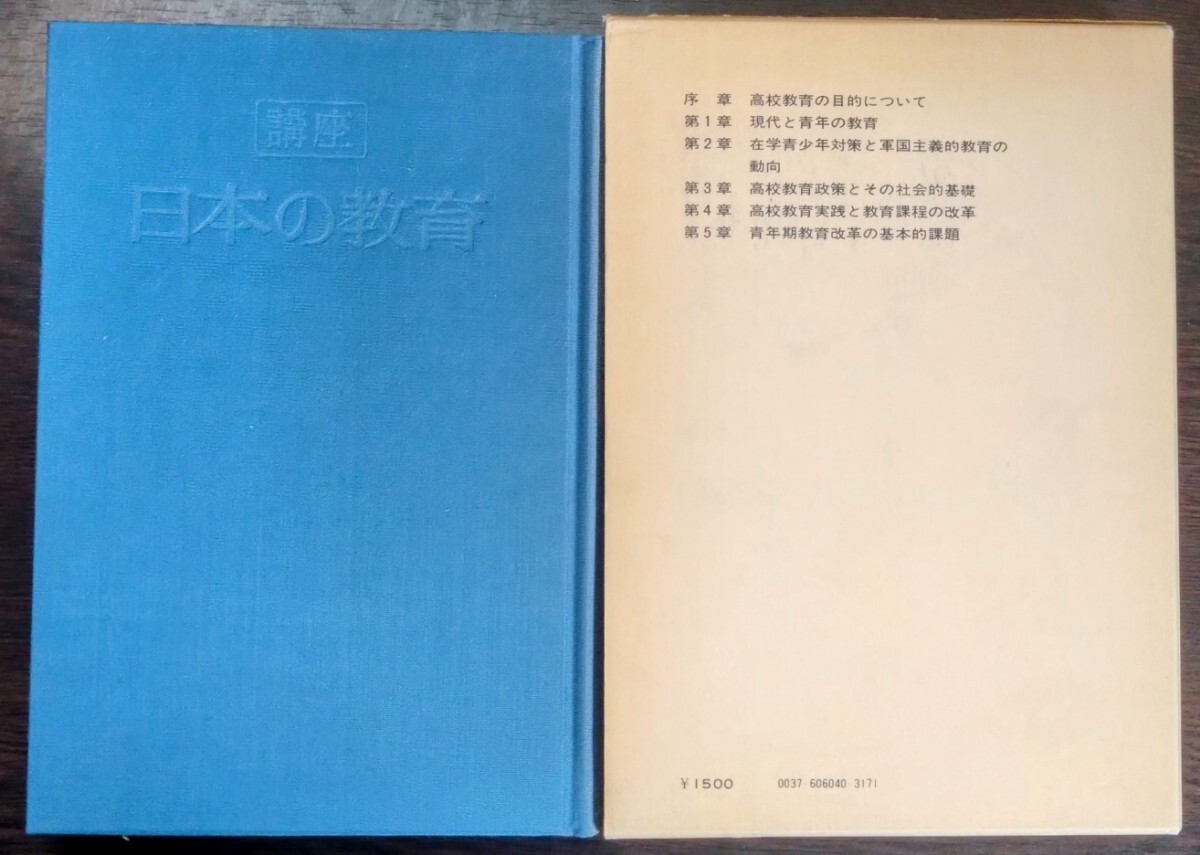 講座
日本の教育
序　章　高校教育の目的について
第1章　現代と青年の教育
第2章　在学青少年対策と軍国主義的教育の
動向
第3章　高校教育政策とその社会的基礎
第4章　高校教育実践と教育課程の改革
第5章　青年期教育改革の基本的課題
￥1500　0037-606040-3171